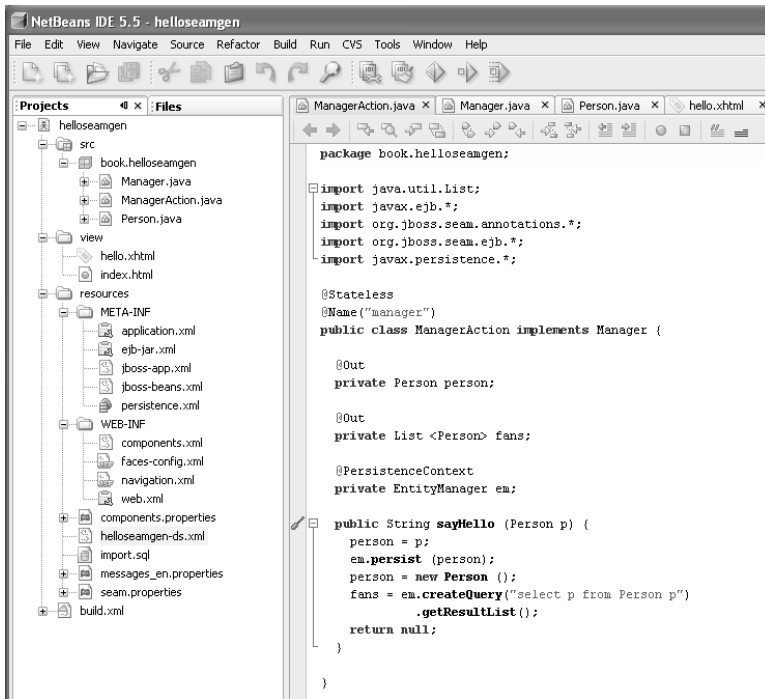 NetBeans IDE 5.5 - helloseamgen
File Edit View Navigate Source Refactor Build Run CVS Tools Window Help
Projects Files
helloseamgen
src
book.helloseamgen
Manager.java
ManagerAction.java
Person.java
view
hello.xhtml
index.html
resources
META-INF
application.xml
ejb-jar.xml
jboss-app.xml
jboss-beans.xml
persistence.xml
WEB-INF
components.xml
faces-config.xml
navigation.xml
web.xml
components.properties
helloseamgen-ds.xml
import.sql
messages_en.properties
seam.properties
build.xml
ManagerAction.java Manager.java Person.java hello.xhtml
package book.helloseamgen;
import java.util.List;
import javax.ejb.*;
import org.jboss.seam.annotations.*;
import org.jboss.seam.ejb.*;
import javax.persistence.*;
@Stateless
@Name("manager")
public class ManagerAction implements Manager {
@Out
private Person person;
@Out
private List <Person> fans;
@PersistenceContext
private EntityManager em;
public String sayHello (Person p) {
person = p;
em.persist (person);
person = new Person ();
fans = em.createQuery("select p from Person p")
.getResultList();
return null;
}
}